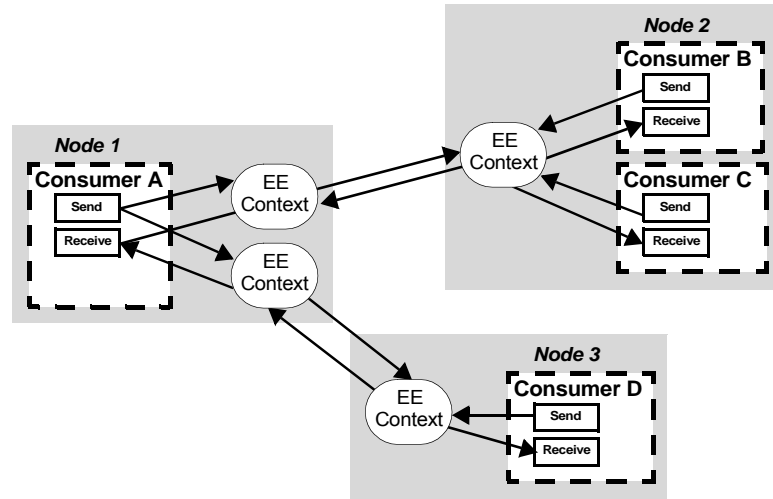 Node 2
Consumer B
Send
Receive
EE
Context
Consumer C
Send
Receive
Node 1
Consumer A
Send
Receive
EE
Context
EE
Context
Node 3
Consumer D
Send
Receive
EE
Context